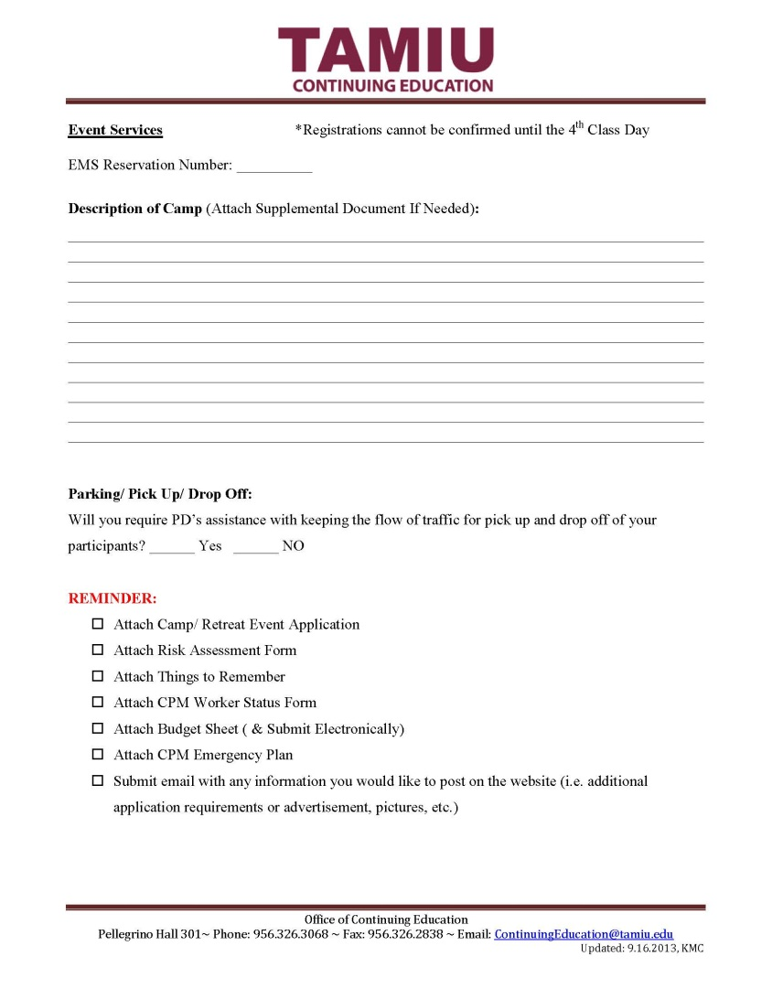 TAMIU
CONTINUING EDUCATION
Event Services *Registrations cannot be confirmed until the 4th Class Day
EMS Reservation Number: __________
Description of Camp (Attach Supplemental Document If Needed):
Parking/ Pick Up/ Drop Off:
Will you require PD’s assistance with keeping the flow of traffic for pick up and drop off of your
participants? ______ Yes ______ NO
REMINDER:
☐ Attach Camp/ Retreat Event Application
☐ Attach Risk Assessment Form
☐ Attach Things to Remember
☐ Attach CPM Worker Status Form
☐ Attach Budget Sheet ( & Submit Electronically)
☐ Attach CPM Emergency Plan
☐ Submit email with any information you would like to post on the website (i.e. additional
application requirements or advertisement, pictures, etc.)
Office of Continuing Education
Pellegrino Hall 301~ Phone: 956.326.3068 ~ Fax: 956.326.2838 ~ Email: ContinuingEducation@tamiu.edu
Updated: 9.16.2013, KMC